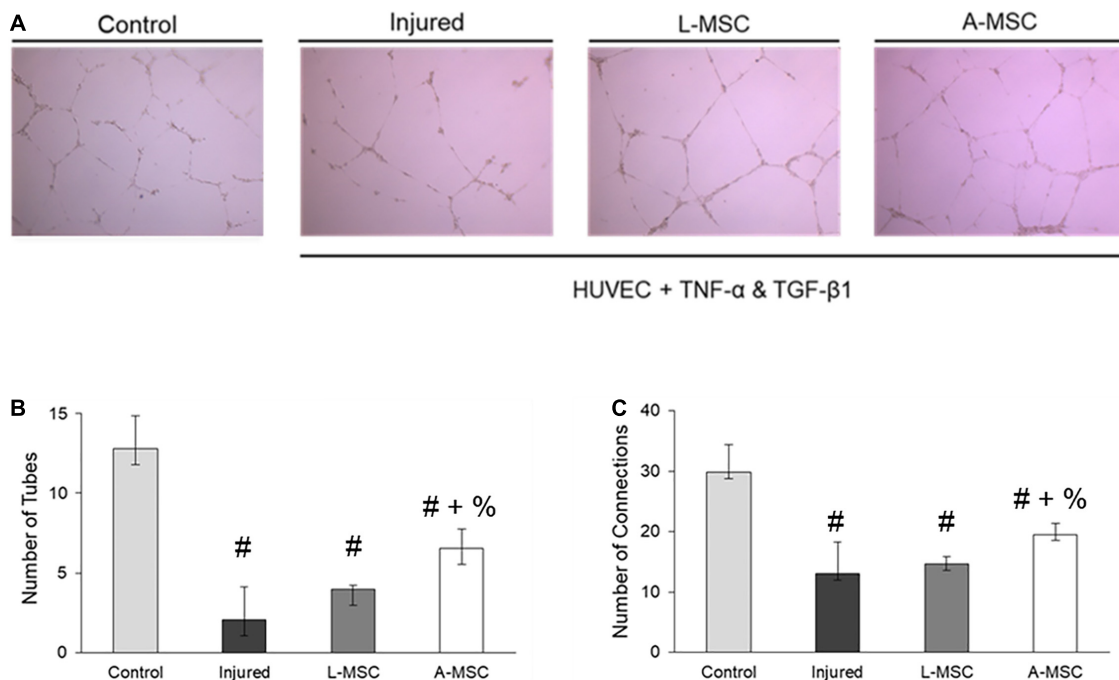 A
Control Injured L-MSC A-MSC
HUVEC + TNF-α & TGF-β1
B
Number of Tubes
15
10
5
0
# # # + %
Control Injured L-MSC A-MSC
C
Number of Connections
40
30
20
10
0
# # # + %
Control Injured L-MSC A-MSC